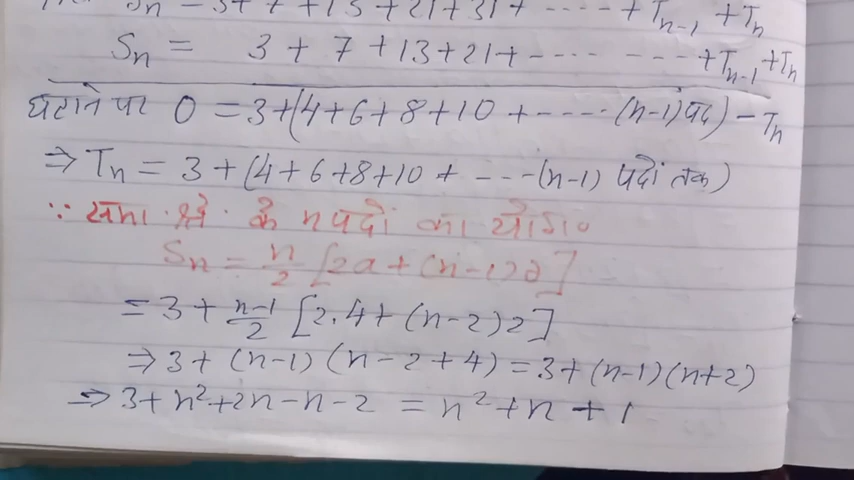 Sn = 3+7+13+21+31+ ..... +Tn-1 +Tn
Sn = 3 + 7 +13+21+ ---- ---- +Tn-1 +Tn
घटाने पर 0 = 3+(4+6+8+10 +---- (n-1) पद) - Tn
⇒ Tn = 3 + (4+6+8+10 + ---(n-1) पदों तक)
∵ समा. श्रे. के n पदों का योग०
Sn = n/2 [2a + (n-1)d]
= 3 + n-1/2 [2.4 + (n-2)2]
⇒ 3 + (n-1) (n-2+4) = 3+(n-1)(n+2)
⇒ 3+n²+2n-n-2 = n²+n+1